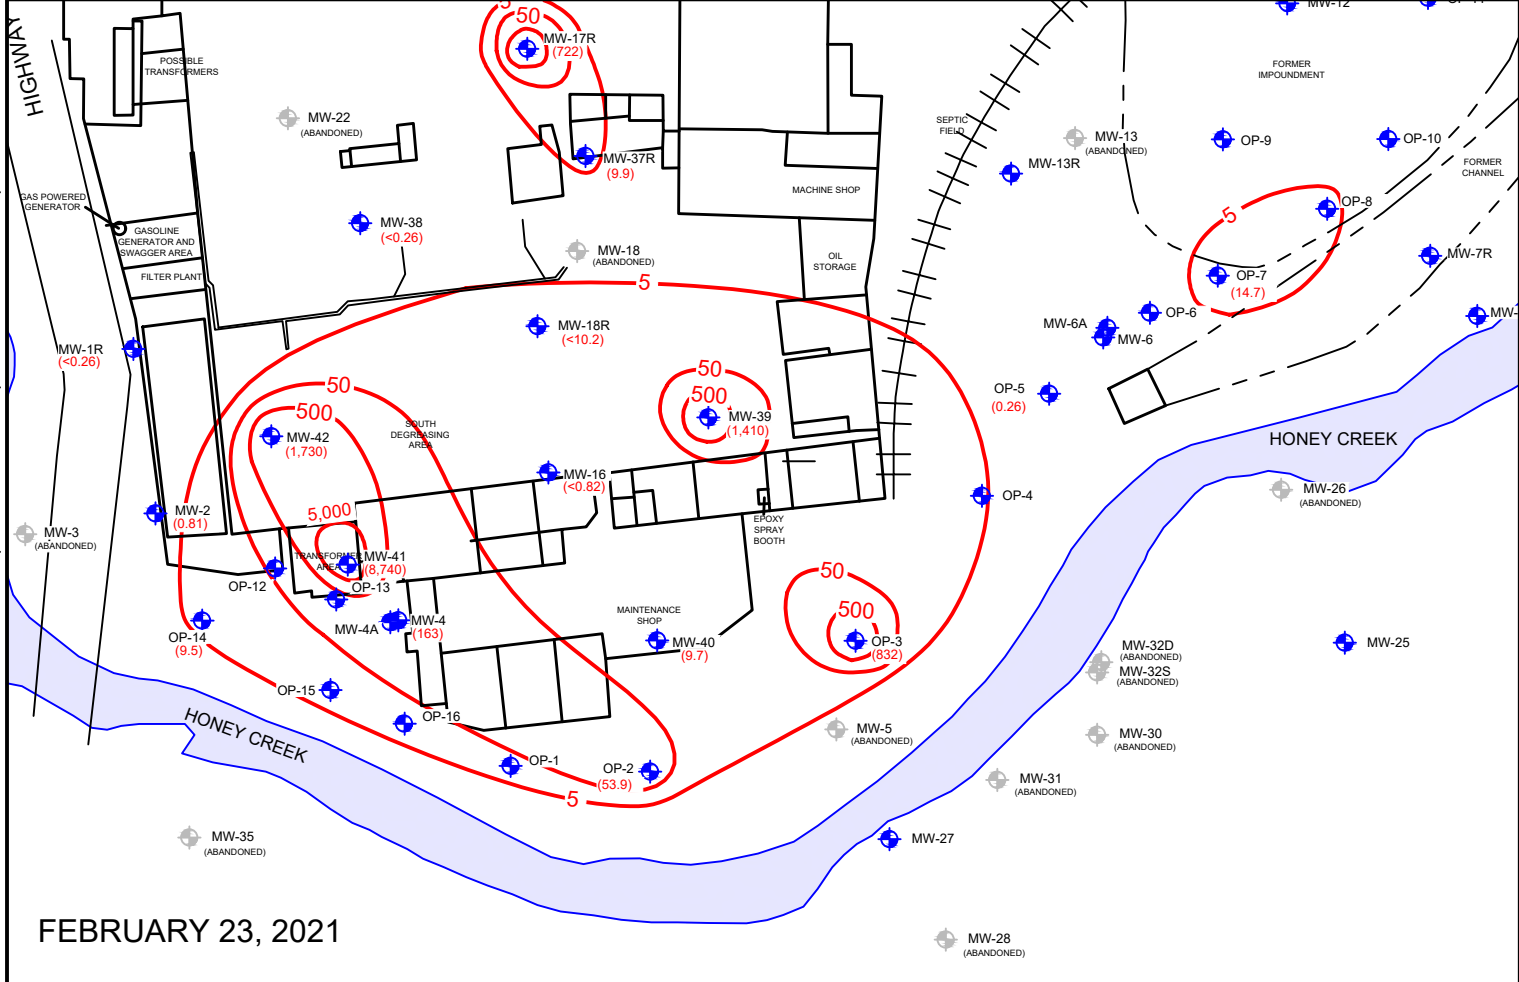 5
50
MW-17R
(722)
MW-12
HIGHWAY
POSSIBLE
TRANSFORMERS
FORMER
IMPOUNDMENT
MW-22
(ABANDONED)
SEPTIC
FIELD
MW-13
(ABANDONED)
OP-9
OP-10
MW-37R
(9.9)
MW-13R
FORMER
CHANNEL
MACHINE SHOP
GAS POWERED
GENERATOR
OP-8
5
MW-38
(<0.26)
GASOLINE
GENERATOR AND
SWAGGER AREA
MW-18
(ABANDONED)
OIL
STORAGE
MW-7R
FILTER PLANT
5
OP-7
(14.7)
OP-6
MW-6A
MW-6
MW-
MW-18R
(<10.2)
MW-1R
(<0.26)
50
50
500
OP-5
(0.26)
500
MW-39
(1,410)
SOUTH
DEGREASING
AREA
MW-42
(1,730)
HONEY CREEK
MW-16
(<0.82)
OP-4
MW-26
(ABANDONED)
MW-2
(0.81)
5,000
MW-3
(ABANDONED)
EPOXY
SPRAY
BOOTH
TRANSFORMER
AREA
MW-41
(8,740)
OP-12
OP-13
50
500
MAINTENANCE
SHOP
MW-4A
MW-4
(163)
OP-14
(9.5)
MW-40
(9.7)
OP-3
(832)
MW-32D
(ABANDONED)
MW-32S
(ABANDONED)
MW-25
OP-15
OP-16
HONEY CREEK
MW-5
(ABANDONED)
MW-30
(ABANDONED)
OP-1
OP-2
(53.9)
5
MW-31
(ABANDONED)
MW-35
(ABANDONED)
MW-27
FEBRUARY 23, 2021
MW-28
(ABANDONED)